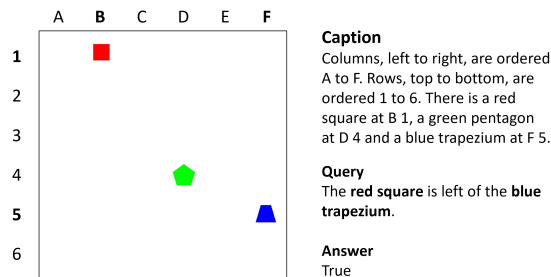 A B C D E F
1
2
3
4
5
6
Caption
Columns, left to right, are ordered
A to F. Rows, top to bottom, are
ordered 1 to 6. There is a red
square at B 1, a green pentagon
at D 4 and a blue trapezium at F 5.
Query
The red square is left of the blue
trapezium.
Answer
True